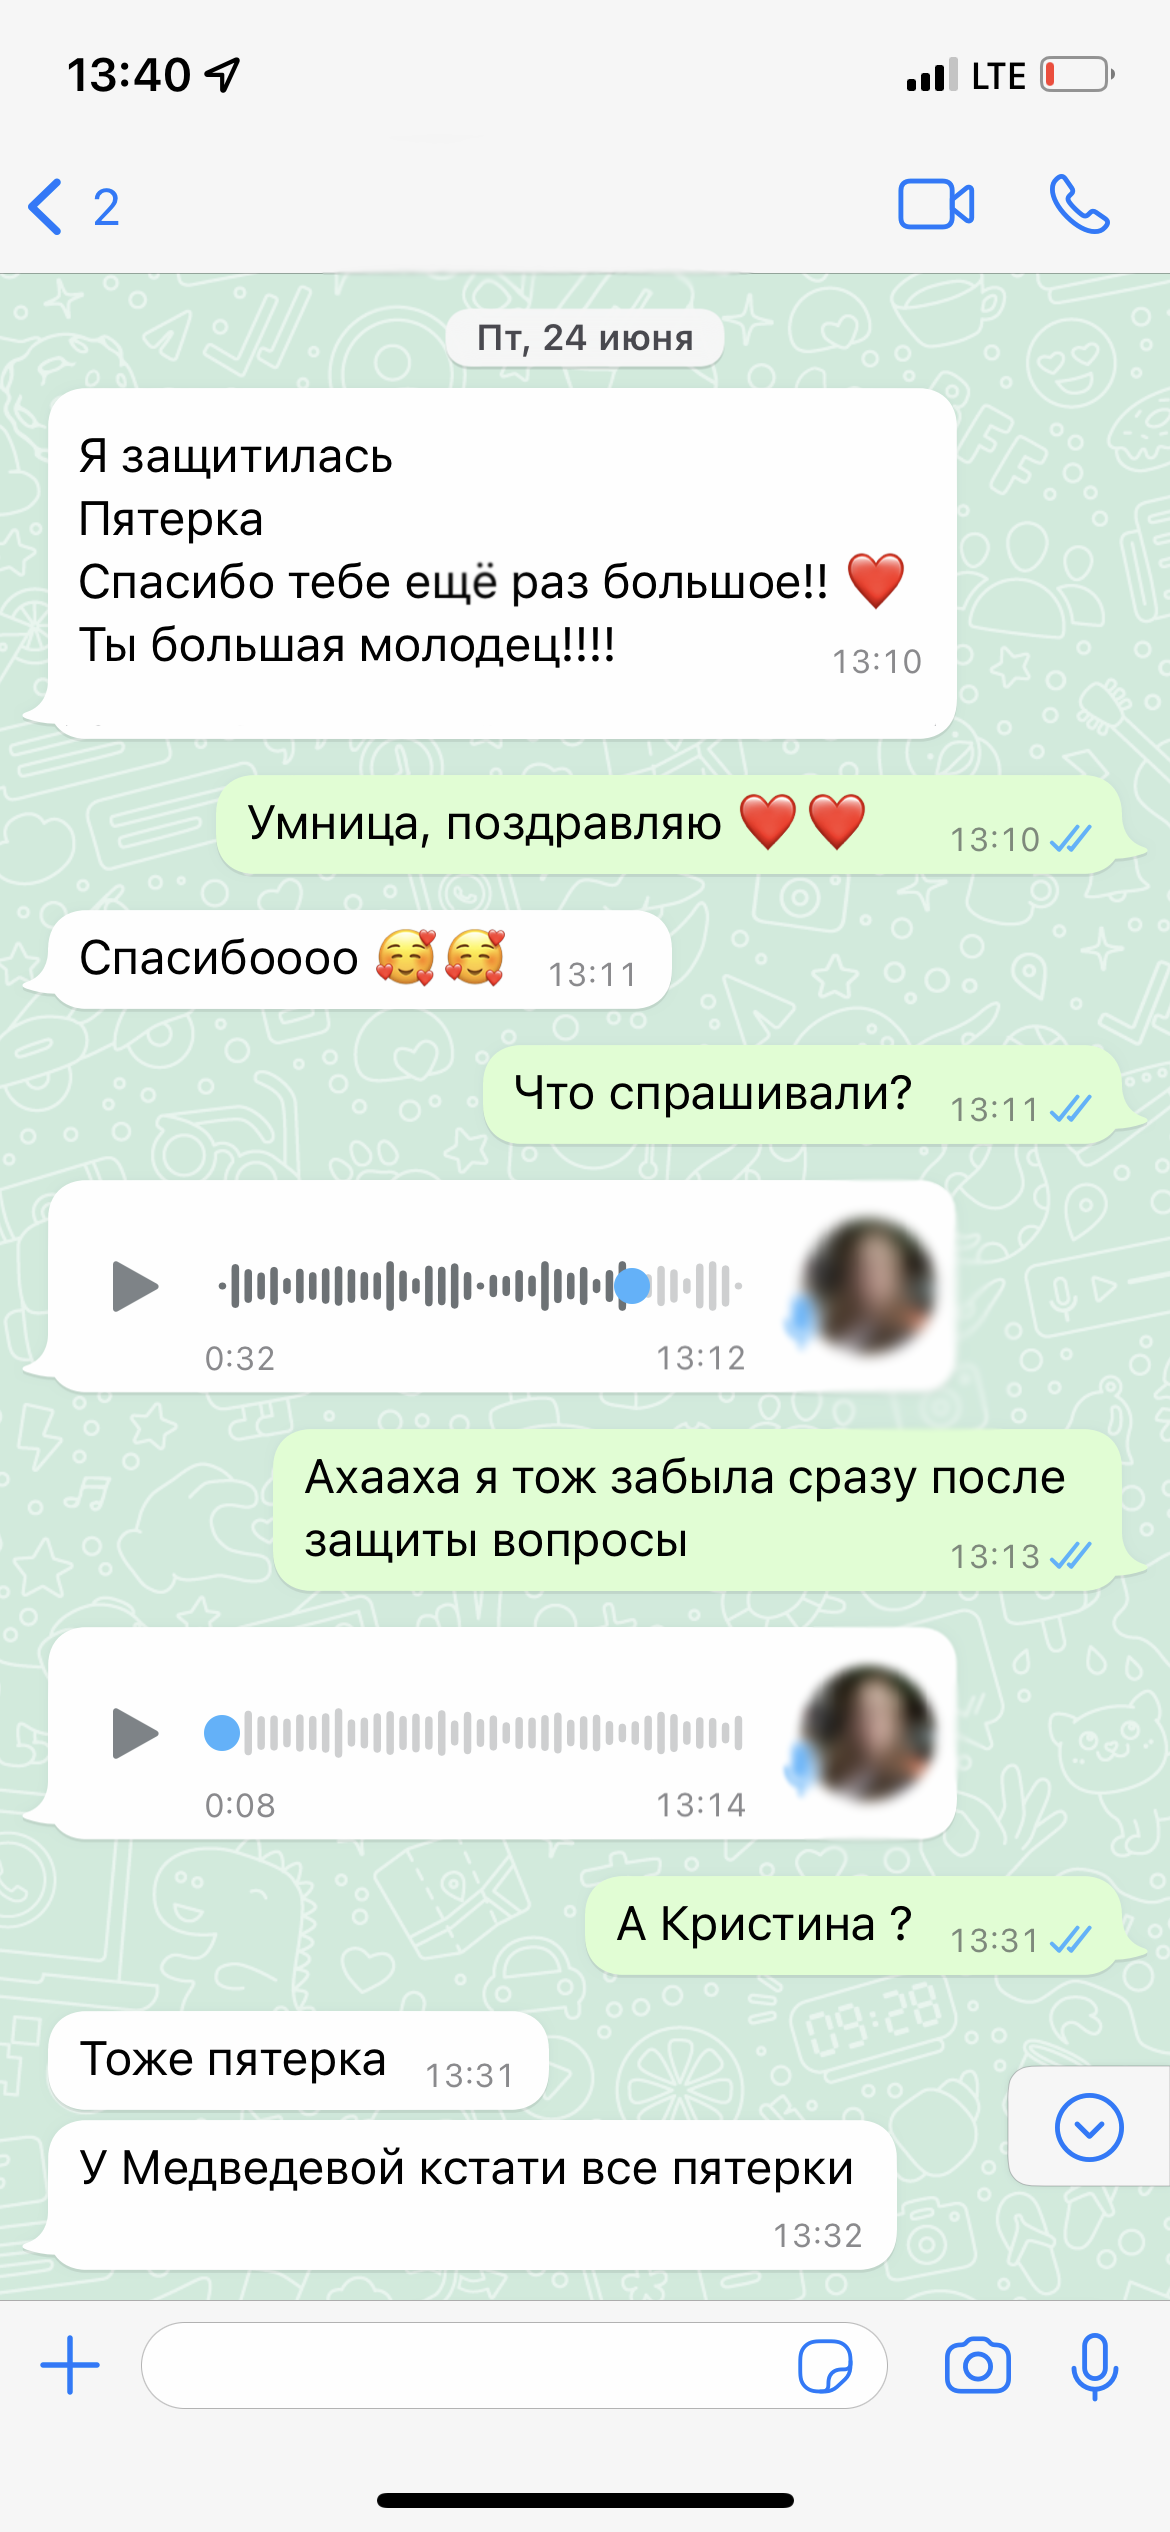 13:40
LTE
2
Пт, 24 июня
Я защитилась
Пятерка
Спасибо тебе ещё раз большое!! ❤️
Ты большая молодец!!!!
13:10
Умница, поздравляю ❤️❤️
13:10
Спасибоооо 🥰🥰
13:11
Что спрашивали?
13:11
0:32
13:12
Ахааха я тож забыла сразу после
защиты вопросы
13:13
0:08
13:14
А Кристина ?
13:31
Тоже пятерка
13:31
У Медведевой кстати все пятерки
13:32